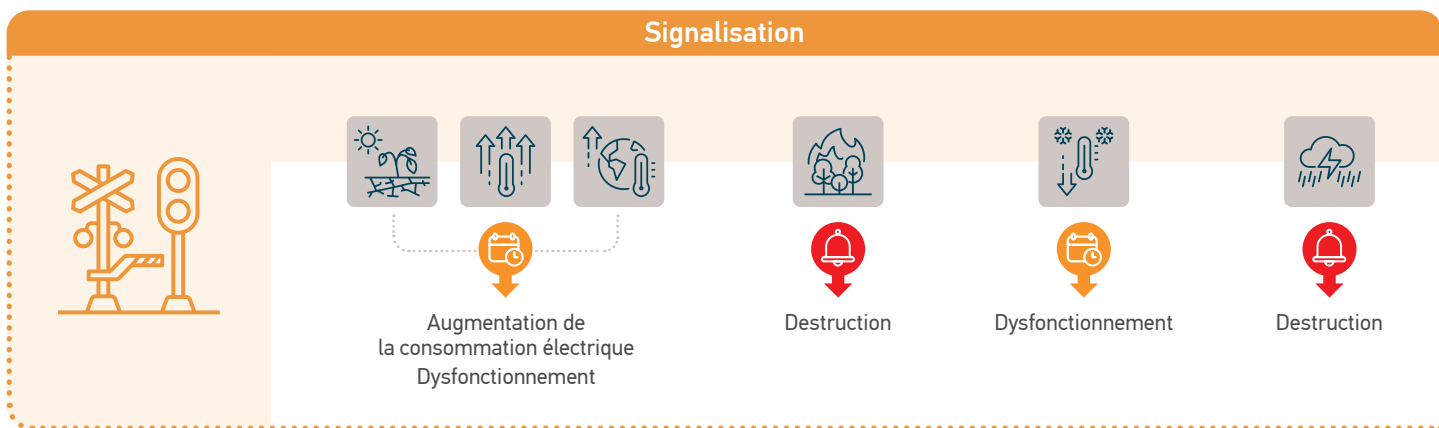 Signalisation
Augmentation de
la consommation électrique
Dysfonctionnement
Destruction
Dysfonctionnement
Destruction